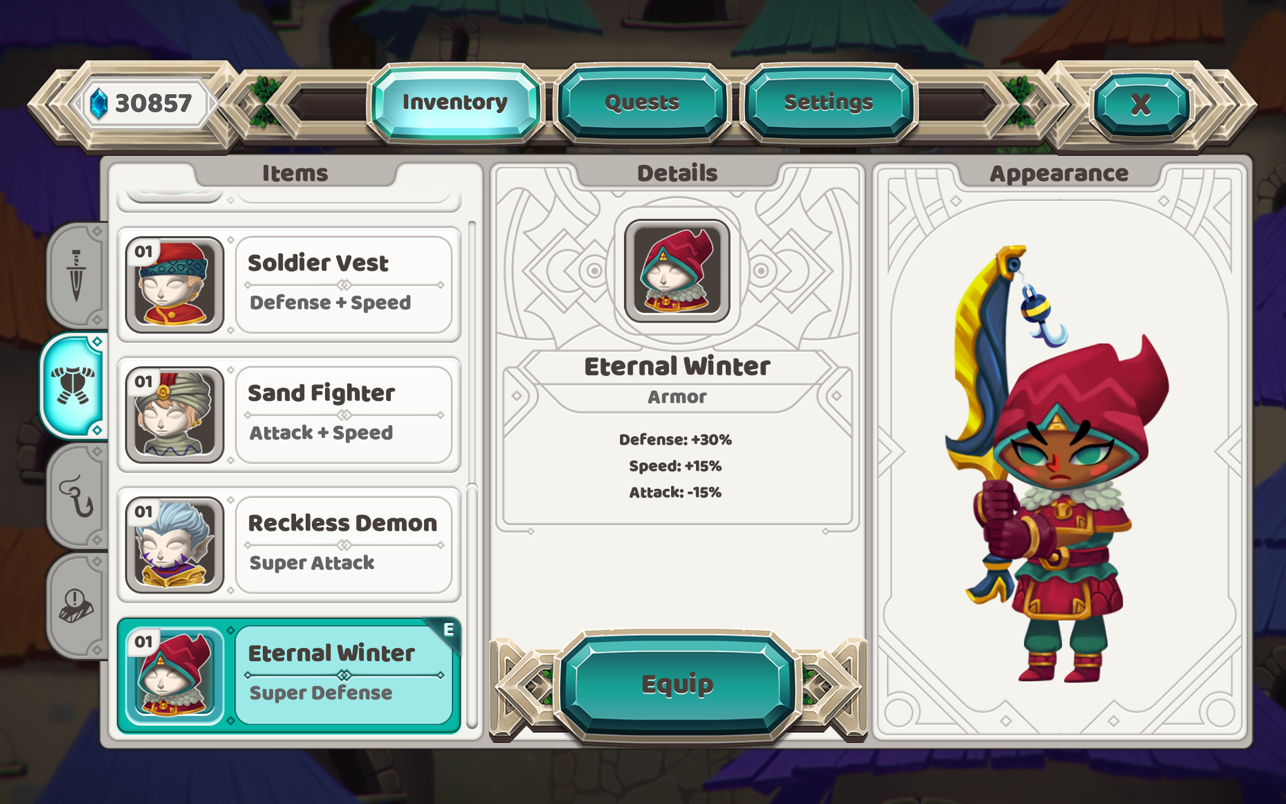 30857
Inventory
Quests
Settings
X
Items
01
Soldier Vest
Defense + Speed
01
Sand Fighter
Attack + Speed
01
Reckless Demon
Super Attack
01
Eternal Winter
E
Super Defense
Details
Eternal Winter
Armor
Defense: +30%
Speed: +15%
Attack: -15%
Equip
Appearance